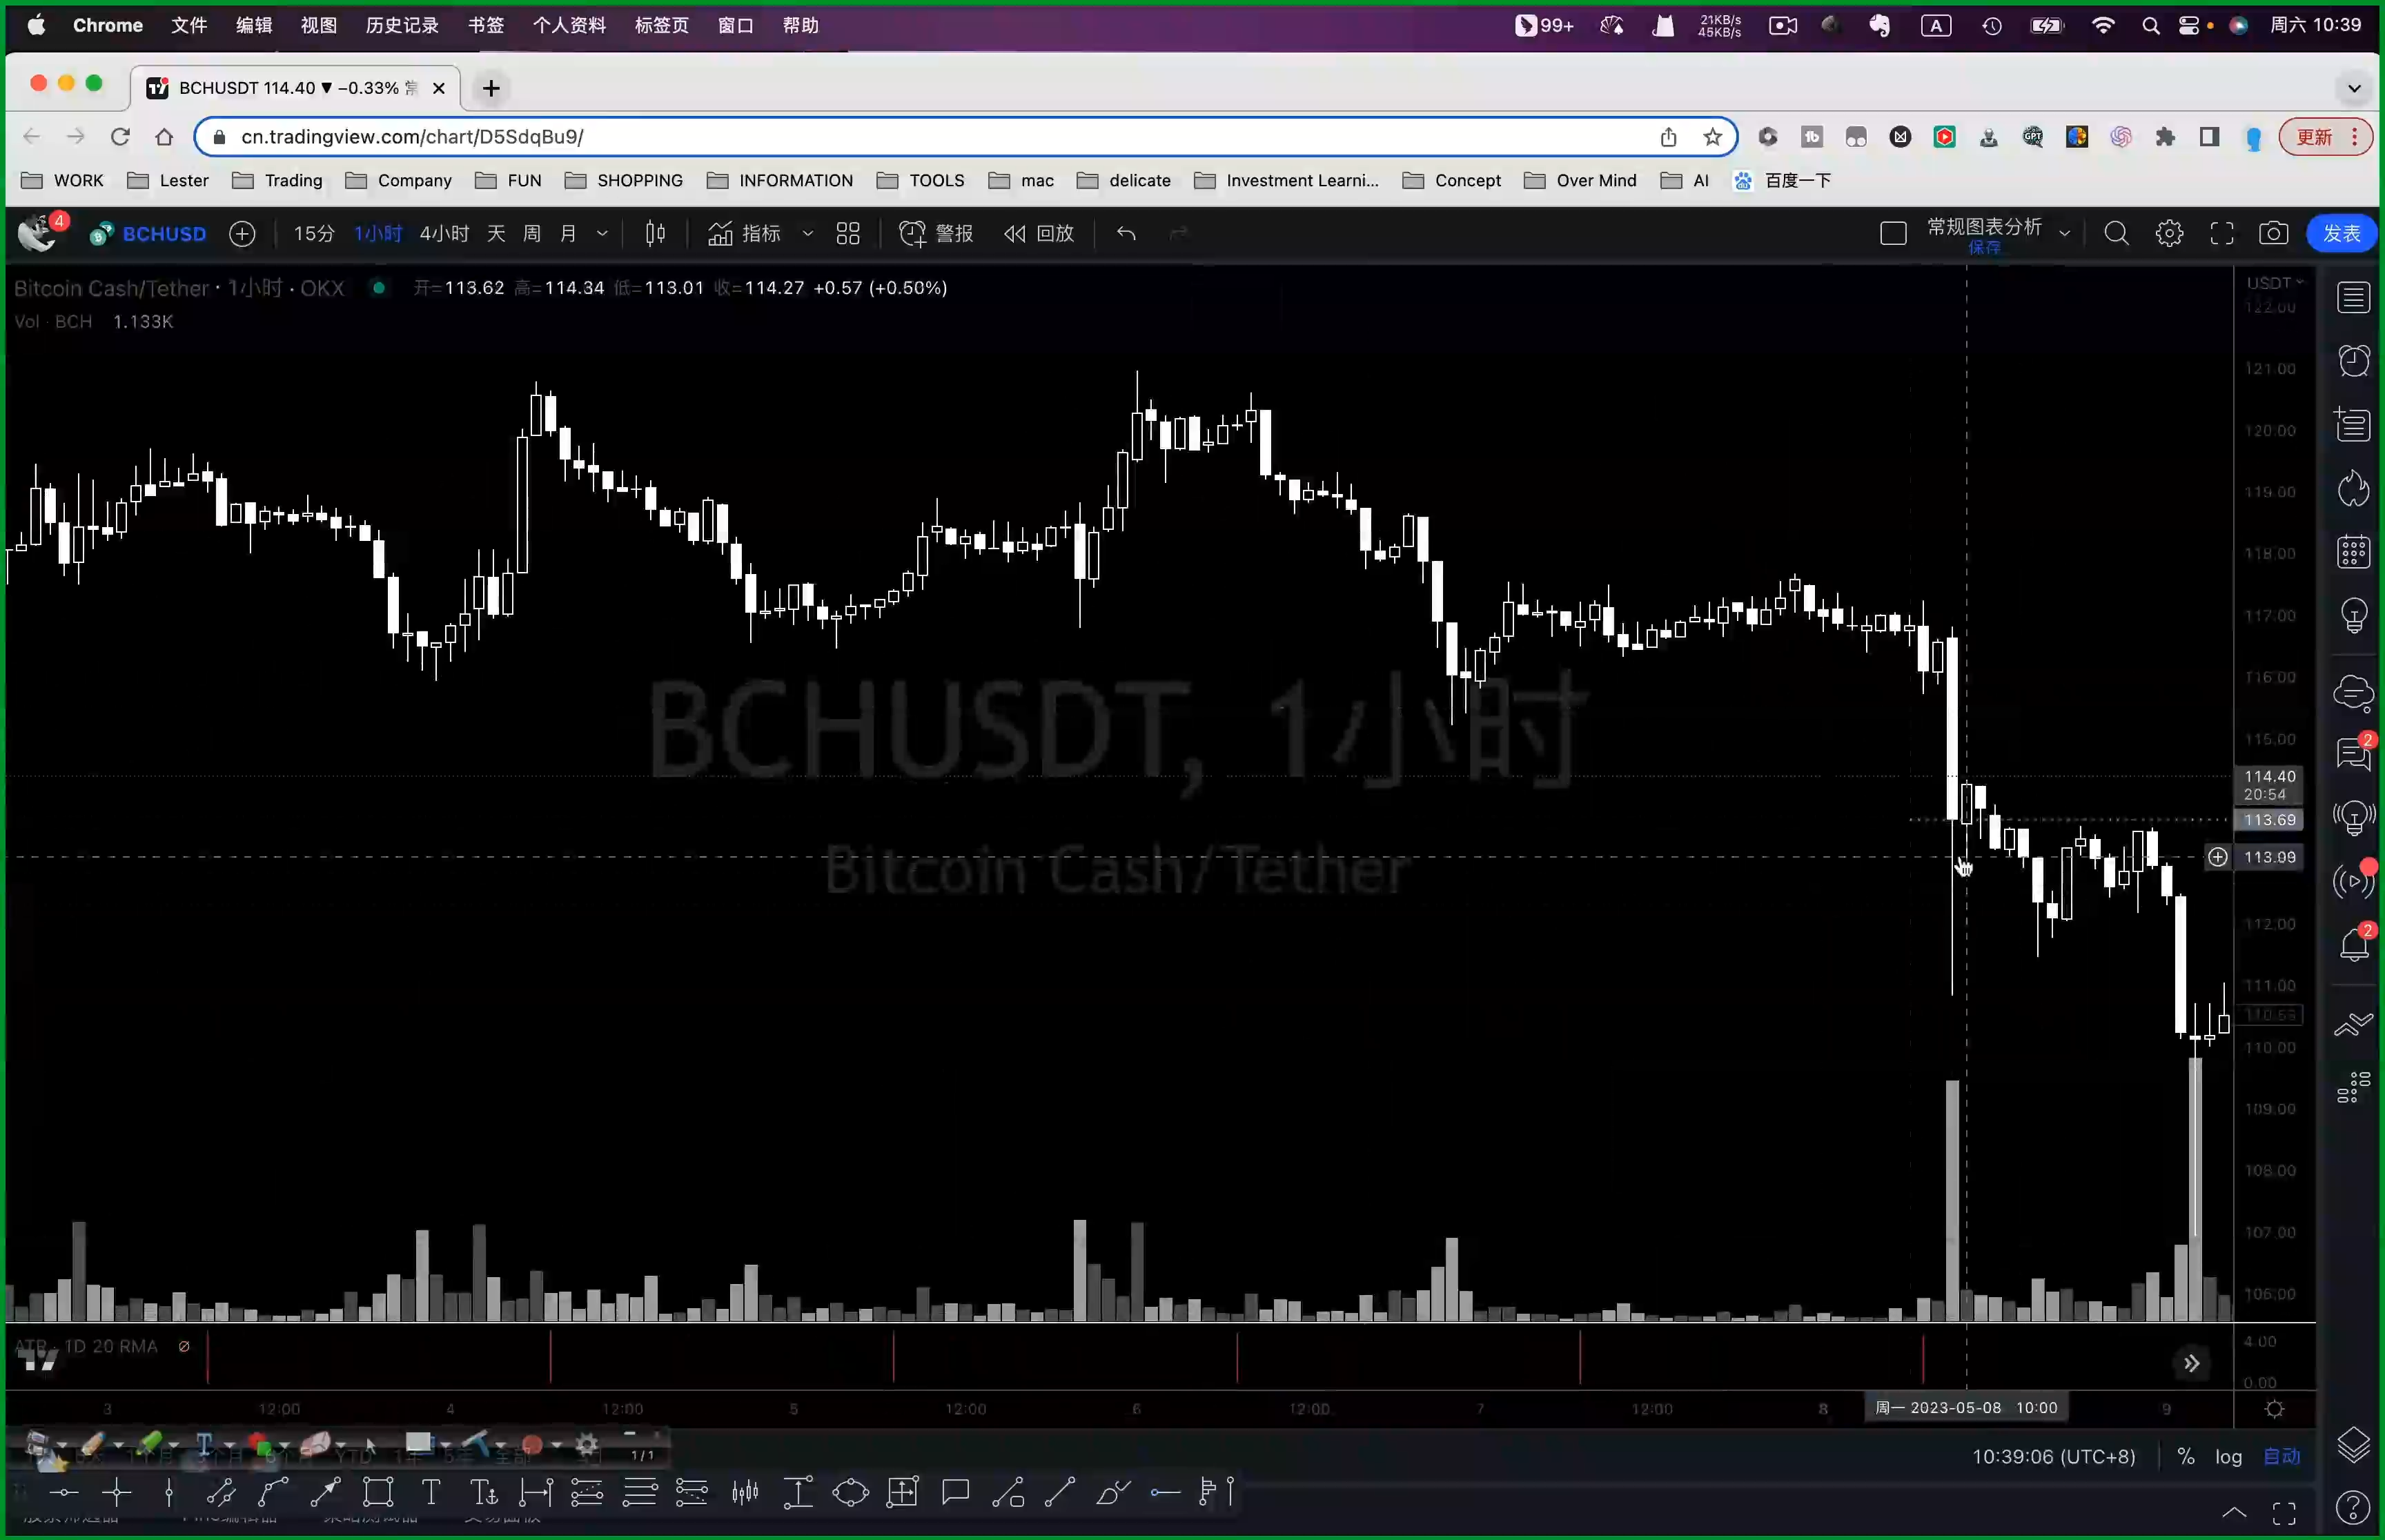 Chrome 文件 编辑 视图 历史记录 书签 个人资料 标签页 窗口 帮助 99+ 21KB/s 45KB/s A 周六 10:39
BCHUSDT 114.40 ▼ −0.33%
cn.tradingview.com/chart/D5SdqBu9/ 更新
WORK Lester Trading Company FUN SHOPPING INFORMATION TOOLS mac delicate Investment Learni... Concept Over Mind AI 百度一下
4 BCHUSD 15分 1小时 4小时 天 周 月 指标 警报 回放 常规图表分析 保存 发表
Bitcoin Cash/Tether · 1小时 · OKX 开=113.62 高=114.34 低=113.01 收=114.27 +0.57 (+0.50%)
Vol · BCH 1.133K
USDT
122.00
121.00
120.00
119.00
118.00
117.00
116.00
115.00
114.40
20:54
113.69
113.09
112.00
111.00
110.00
109.00
108.00
107.00
106.00
BCHUSDT, 1小时
Bitcoin Cash/Tether
ATR 1D 20 RMA
4.00
0.00
3 12:00 4 12:00 5 12:00 6 12:00 7 12:00 8 周一 2023-05-08 10:00 9
1/1
10:39:06 (UTC+8) % log 自动
2
2